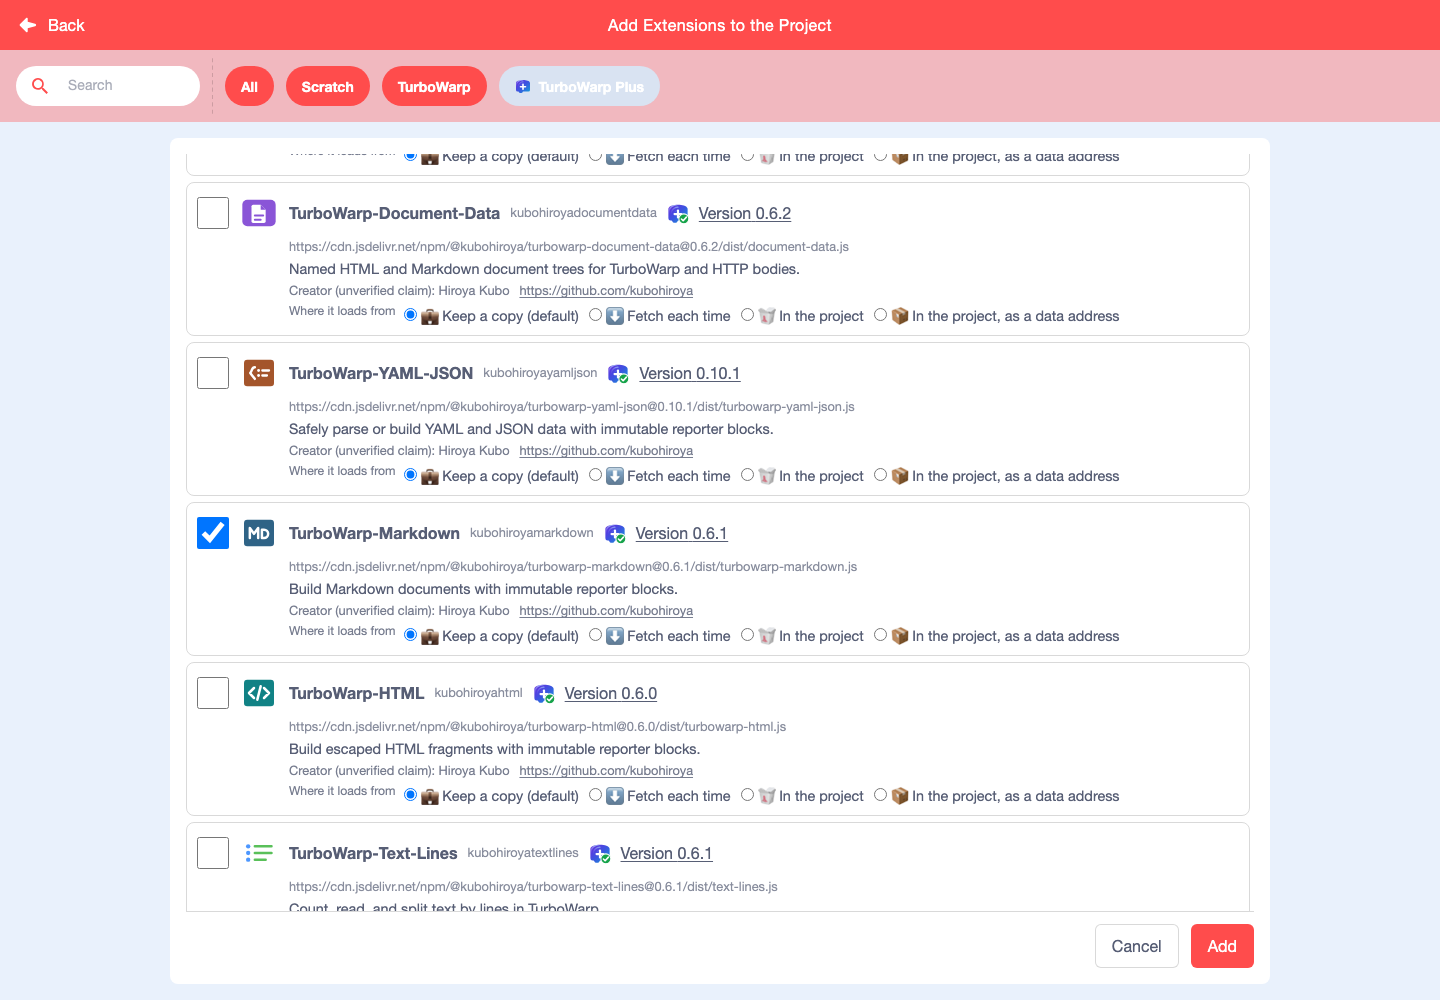 Back
Add Extensions to the Project
Search
All
Scratch
TurboWarp
TurboWarp Plus
Where it loads from Keep a copy (default) Fetch each time In the project In the project, as a data address
TurboWarp-Document-Data kubohiroyadocumentdata Version 0.6.2
https://cdn.jsdelivr.net/npm/@kubohiroya/turbowarp-document-data@0.6.2/dist/document-data.js
Named HTML and Markdown document trees for TurboWarp and HTTP bodies.
Creator (unverified claim): Hiroya Kubo https://github.com/kubohiroya
Where it loads from Keep a copy (default) Fetch each time In the project In the project, as a data address
TurboWarp-YAML-JSON kubohiroyayamljson Version 0.10.1
https://cdn.jsdelivr.net/npm/@kubohiroya/turbowarp-yaml-json@0.10.1/dist/turbowarp-yaml-json.js
Safely parse or build YAML and JSON data with immutable reporter blocks.
Creator (unverified claim): Hiroya Kubo https://github.com/kubohiroya
Where it loads from Keep a copy (default) Fetch each time In the project In the project, as a data address
MD TurboWarp-Markdown kubohiroyamarkdown Version 0.6.1
https://cdn.jsdelivr.net/npm/@kubohiroya/turbowarp-markdown@0.6.1/dist/turbowarp-markdown.js
Build Markdown documents with immutable reporter blocks.
Creator (unverified claim): Hiroya Kubo https://github.com/kubohiroya
Where it loads from Keep a copy (default) Fetch each time In the project In the project, as a data address
TurboWarp-HTML kubohiroyahtml Version 0.6.0
https://cdn.jsdelivr.net/npm/@kubohiroya/turbowarp-html@0.6.0/dist/turbowarp-html.js
Build escaped HTML fragments with immutable reporter blocks.
Creator (unverified claim): Hiroya Kubo https://github.com/kubohiroya
Where it loads from Keep a copy (default) Fetch each time In the project In the project, as a data address
TurboWarp-Text-Lines kubohiroyatextlines Version 0.6.1
https://cdn.jsdelivr.net/npm/@kubohiroya/turbowarp-text-lines@0.6.1/dist/text-lines.js
Count, read, and split text by lines in TurboWarp
Cancel
Add